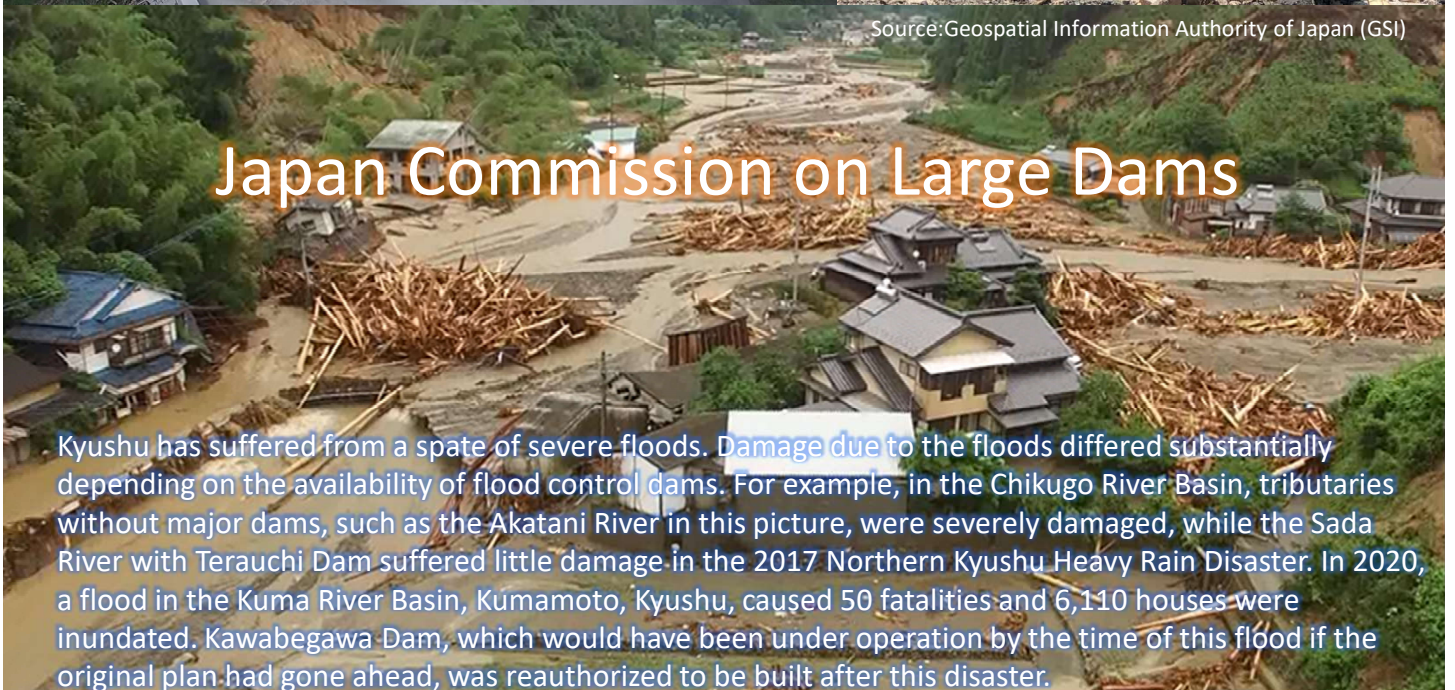 Source:Geospatial Information Authority of Japan (GSI)
Japan Commission on Large Dams
Kyushu has suffered from a spate of severe floods. Damage due to the floods differed substantially
depending on the availability of flood control dams. For example, in the Chikugo River Basin, tributaries
without major dams, such as the Akatani River in this picture, were severely damaged, while the Sada
River with Terauchi Dam suffered little damage in the 2017 Northern Kyushu Heavy Rain Disaster. In 2020,
a flood in the Kuma River Basin, Kumamoto, Kyushu, caused 50 fatalities and 6,110 houses were
inundated. Kawabegawa Dam, which would have been under operation by the time of this flood if the
original plan had gone ahead, was reauthorized to be built after this disaster.